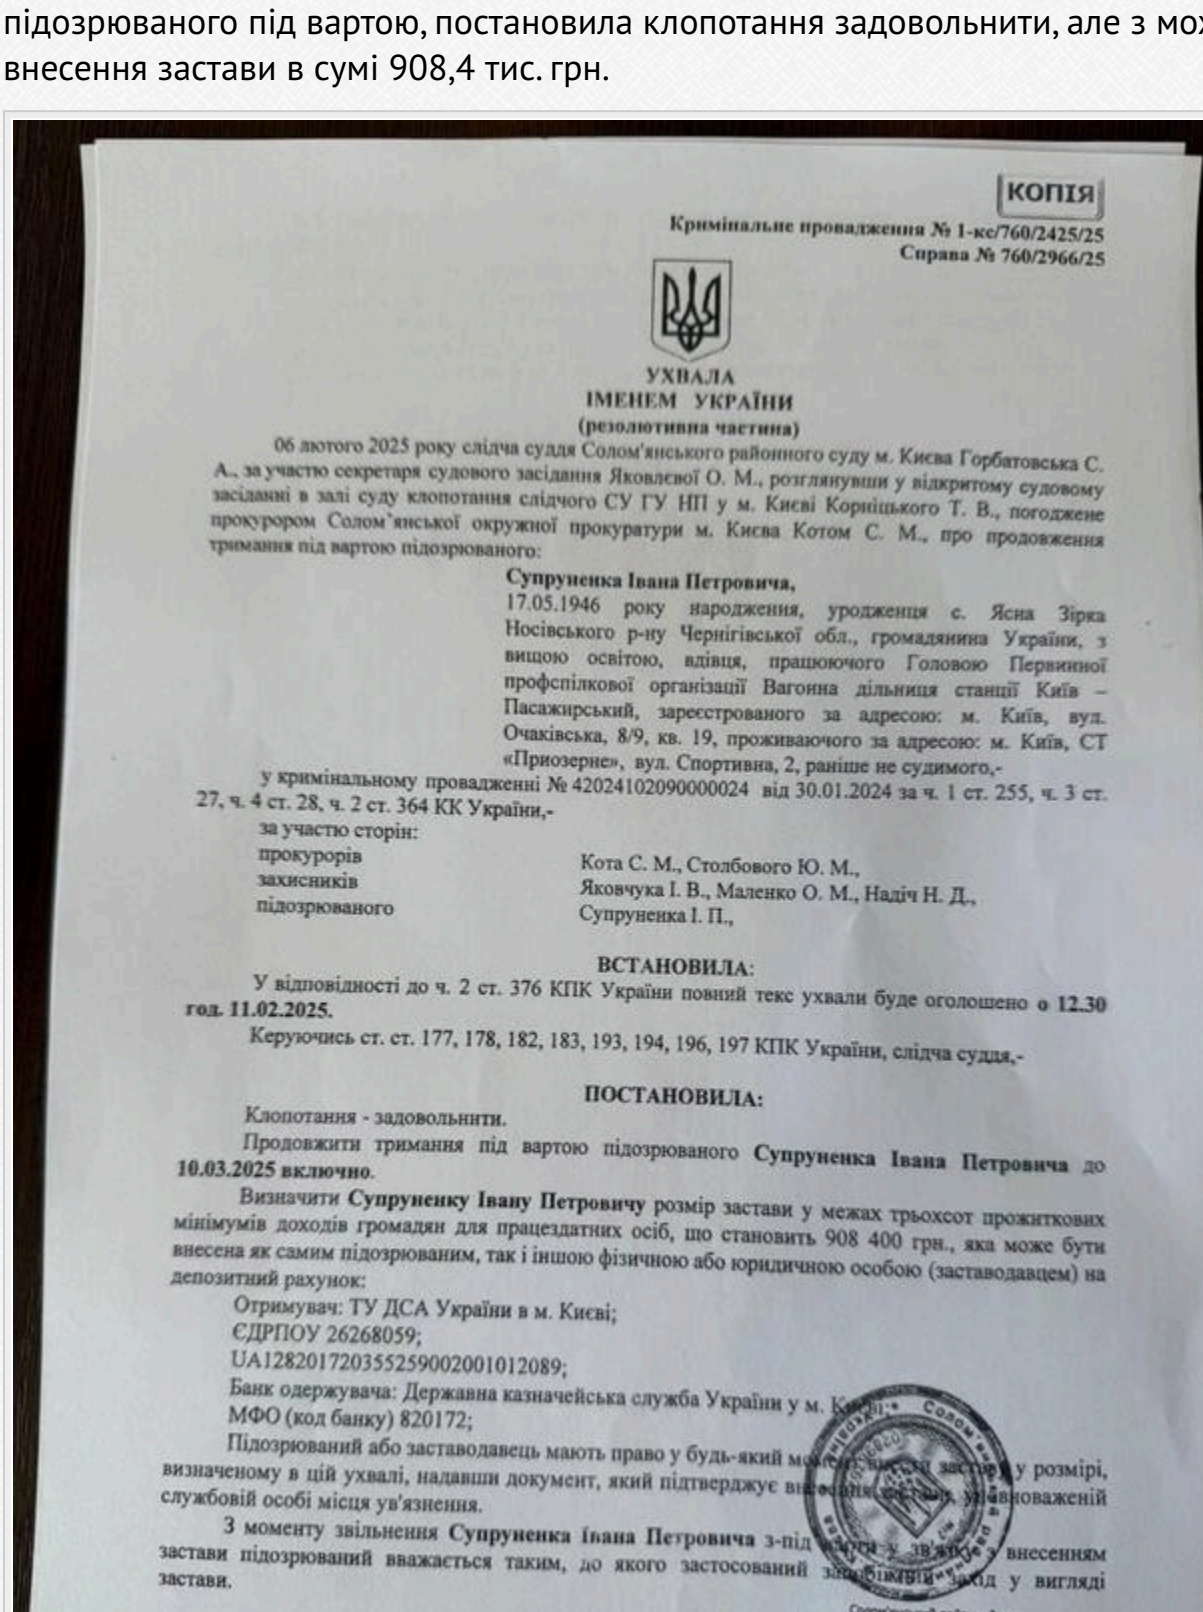 підозрюваного під вартою, постановила клопотання задовольнити, але з мож
внесення застави в сумі 908,4 тис. грн.
КОПІЯ
Кримінальне провадження № 1-кс/760/2425/25
Справа № 760/2966/25
УХВАЛА
ІМЕНЕМ УКРАЇНИ
(резолютивна частина)
06 лютого 2025 року слідча суддя Солом'янського районного суду м. Києва Горбатовська С.
А., за участю секретаря судового засідання Яковлєвої О. М., розглянувши у відкритому судовому
засіданні в залі суду клопотання слідчого СУ ГУ НП у м. Києві Корніцького Т. В., погоджене
прокурором Солом'янської окружної прокуратури м. Києва Котом С. М., про продовження
тримання під вартою підозрюваного:
Супруненка Івана Петровича,
17.05.1946 року народження, уродженця с. Ясна Зірка
Носівського р-ну Чернігівської обл., громадянина України, з
вищою освітою, вдівця, працюючого Головою Первинної
профспілкової організації Вагонна дільниця станції Київ –
Пасажирський, зареєстрованого за адресою: м. Київ, вул.
Очаківська, 8/9, кв. 19, проживаючого за адресою: м. Київ, СТ
«Приозерне», вул. Спортивна, 2, раніше не судимого,-
у кримінальному провадженні № 42024102090000024 від 30.01.2024 за ч. 1 ст. 255, ч. 3 ст.
27, ч. 4 ст. 28, ч. 2 ст. 364 КК України,-
за участю сторін:
прокурорів Кота С. М., Столбового Ю. М.,
захисників Яковчука І. В., Маленко О. М., Надіч Н. Д.,
підозрюваного Супруненка І. П.,
ВСТАНОВИЛА:
У відповідності до ч. 2 ст. 376 КПК України повний текс ухвали буде оголошено о 12.30
год. 11.02.2025.
Керуючись ст. ст. 177, 178, 182, 183, 193, 194, 196, 197 КПК України, слідча суддя,-
ПОСТАНОВИЛА:
Клопотання - задовольнити.
Продовжити тримання під вартою підозрюваного Супруненка Івана Петровича до
10.03.2025 включно.
Визначити Супруненку Івану Петровичу розмір застави у межах трьохсот прожиткових
мінімумів доходів громадян для працездатних осіб, що становить 908 400 грн., яка може бути
внесена як самим підозрюваним, так і іншою фізичною або юридичною особою (заставодавцем) на
депозитний рахунок:
Отримувач: ТУ ДСА України в м. Києві;
ЄДРПОУ 26268059;
UA128201720355259002001012089;
Банк одержувача: Державна казначейська служба України у м. Києві;
МФО (код банку) 820172;
Підозрюваний або заставодавець мають право у будь-який момент внести заставу у розмірі,
визначеному в цій ухвалі, надавши документ, який підтверджує внесення застави, уповноваженій
службовій особі місця ув'язнення.
З моменту звільнення Супруненка Івана Петровича з-під варти у зв'язку з внесенням
застави підозрюваний вважається таким, до якого застосований запобіжний захід у вигляді
застави.